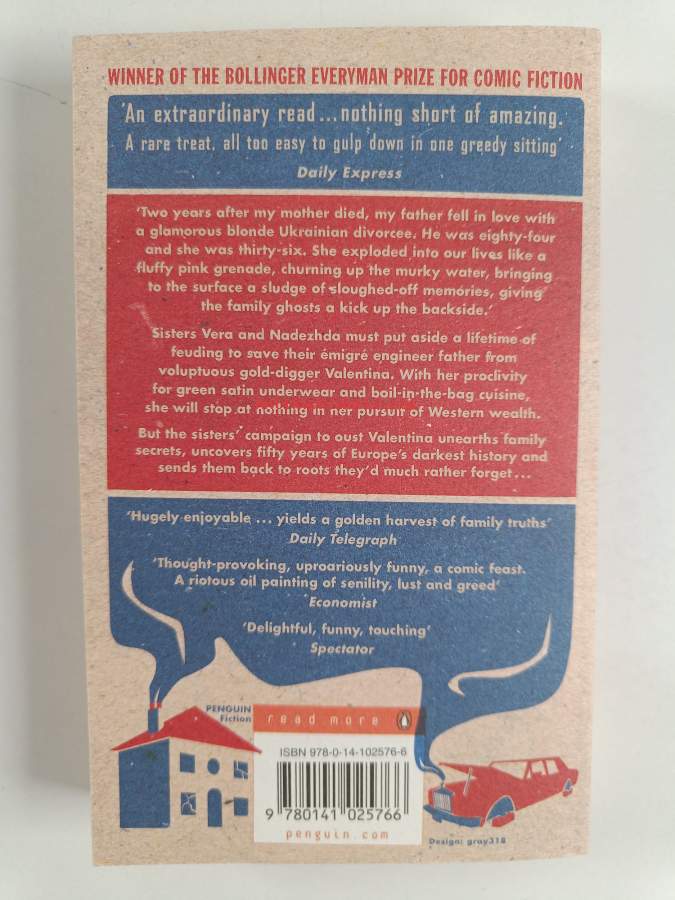 WINNER OF THE BOLLINGER EVERYMAN PRIZE FOR COMIC FICTION
'An extraordinary read...nothing short of amazing.
A rare treat, all too easy to gulp down in one greedy sitting'
Daily Express
'Two years after my mother died, my father fell in love with
a glamorous blonde Ukrainian divorcee. He was eighty-four
and she was thirty-six. She exploded into our lives like a
fluffy pink grenade, churning up the murky water, bringing
to the surface a sludge of sloughed-off memories, giving
the family ghosts a kick up the backside.'
Sisters Vera and Nadezhda must put aside a lifetime of
feuding to save their émigré engineer father from
voluptuous gold-digger Valentina. With her proclivity
for green satin underwear and boil-in-the-bag cuisine,
she will stop at nothing in her pursuit of Western wealth.
But the sisters' campaign to oust Valentina unearths family
secrets, uncovers fifty years of Europe's darkest history and
sends them back to roots they'd much rather forget...
'Hugely enjoyable ... yields a golden harvest of family truths'
Daily Telegraph
'Thought-provoking, uproariously funny, a comic feast.
A riotous oil painting of senility, lust and greed'
Economist
'Delightful, funny, touching'
Spectator
PENGUIN
Fiction
read more
ISBN 978-0-14-102576-6
9 780141 025766
penguin.com
Design: gray318